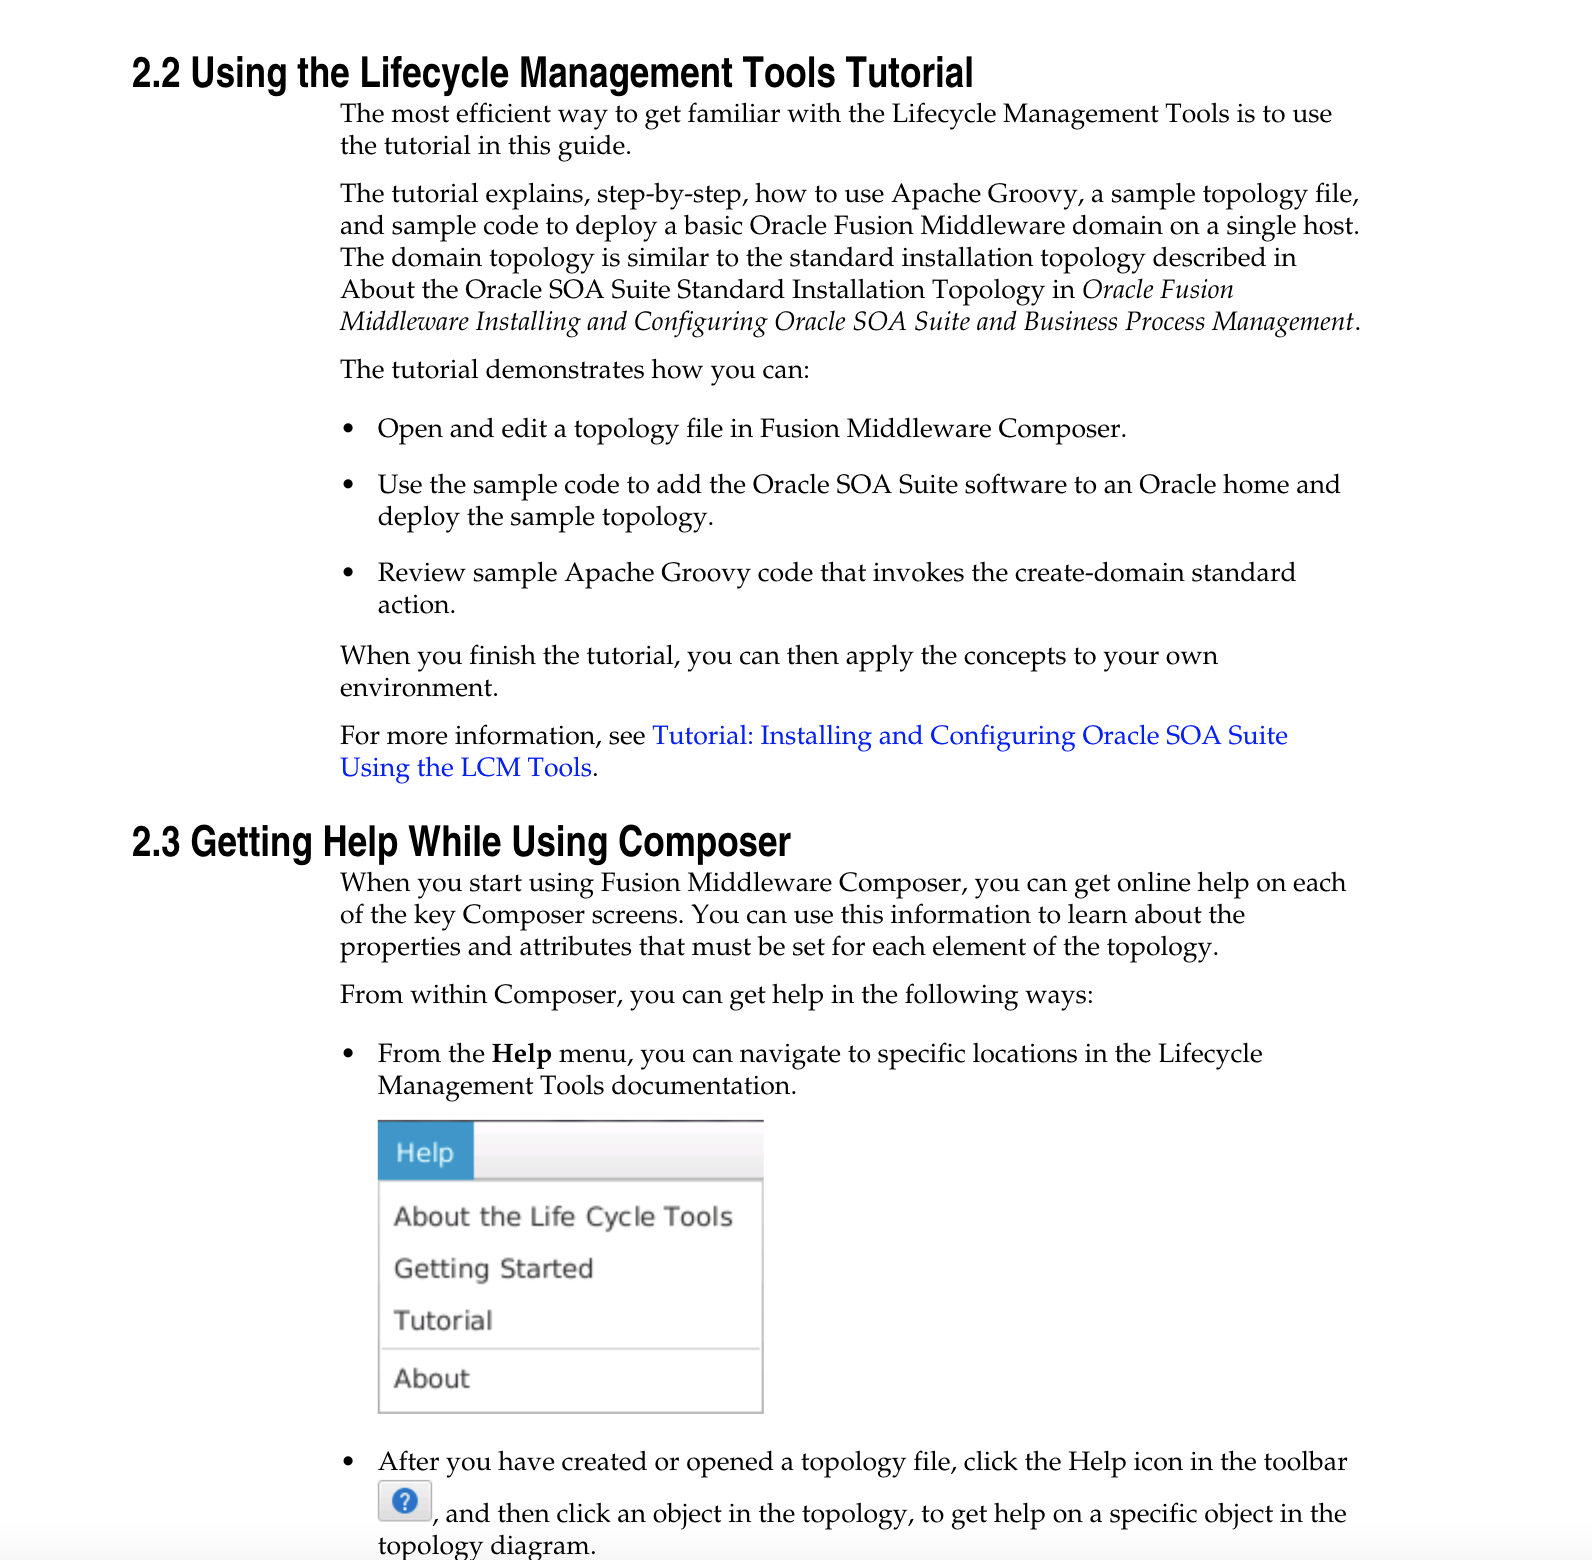 2.2 Using the Lifecycle Management Tools Tutorial
The most efficient way to get familiar with the Lifecycle Management Tools is to use
the tutorial in this guide.
The tutorial explains, step-by-step, how to use Apache Groovy, a sample topology file,
and sample code to deploy a basic Oracle Fusion Middleware domain on a single host.
The domain topology is similar to the standard installation topology described in
About the Oracle SOA Suite Standard Installation Topology in Oracle Fusion
Middleware Installing and Configuring Oracle SOA Suite and Business Process Management.
The tutorial demonstrates how you can:
• Open and edit a topology file in Fusion Middleware Composer.
• Use the sample code to add the Oracle SOA Suite software to an Oracle home and
deploy the sample topology.
• Review sample Apache Groovy code that invokes the create-domain standard
action.
When you finish the tutorial, you can then apply the concepts to your own
environment.
For more information, see Tutorial: Installing and Configuring Oracle SOA Suite
Using the LCM Tools.
2.3 Getting Help While Using Composer
When you start using Fusion Middleware Composer, you can get online help on each
of the key Composer screens. You can use this information to learn about the
properties and attributes that must be set for each element of the topology.
From within Composer, you can get help in the following ways:
• From the Help menu, you can navigate to specific locations in the Lifecycle
Management Tools documentation.
Help
About the Life Cycle Tools
Getting Started
Tutorial
About
• After you have created or opened a topology file, click the Help icon in the toolbar
?, and then click an object in the topology, to get help on a specific object in the
topology diagram.